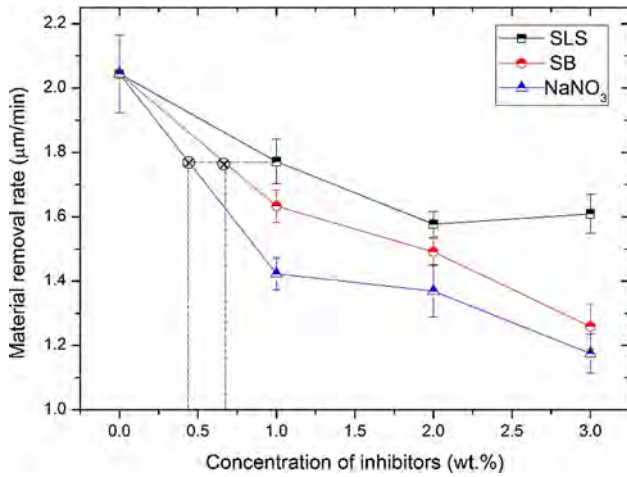 2.2
2.0
1.8
1.6
1.4
1.2
1.0
Material removal rate (μm/min)
SLS
SB
NaNO₃
0.0 0.5 1.0 1.5 2.0 2.5 3.0
Concentration of inhibitors (wt.%)